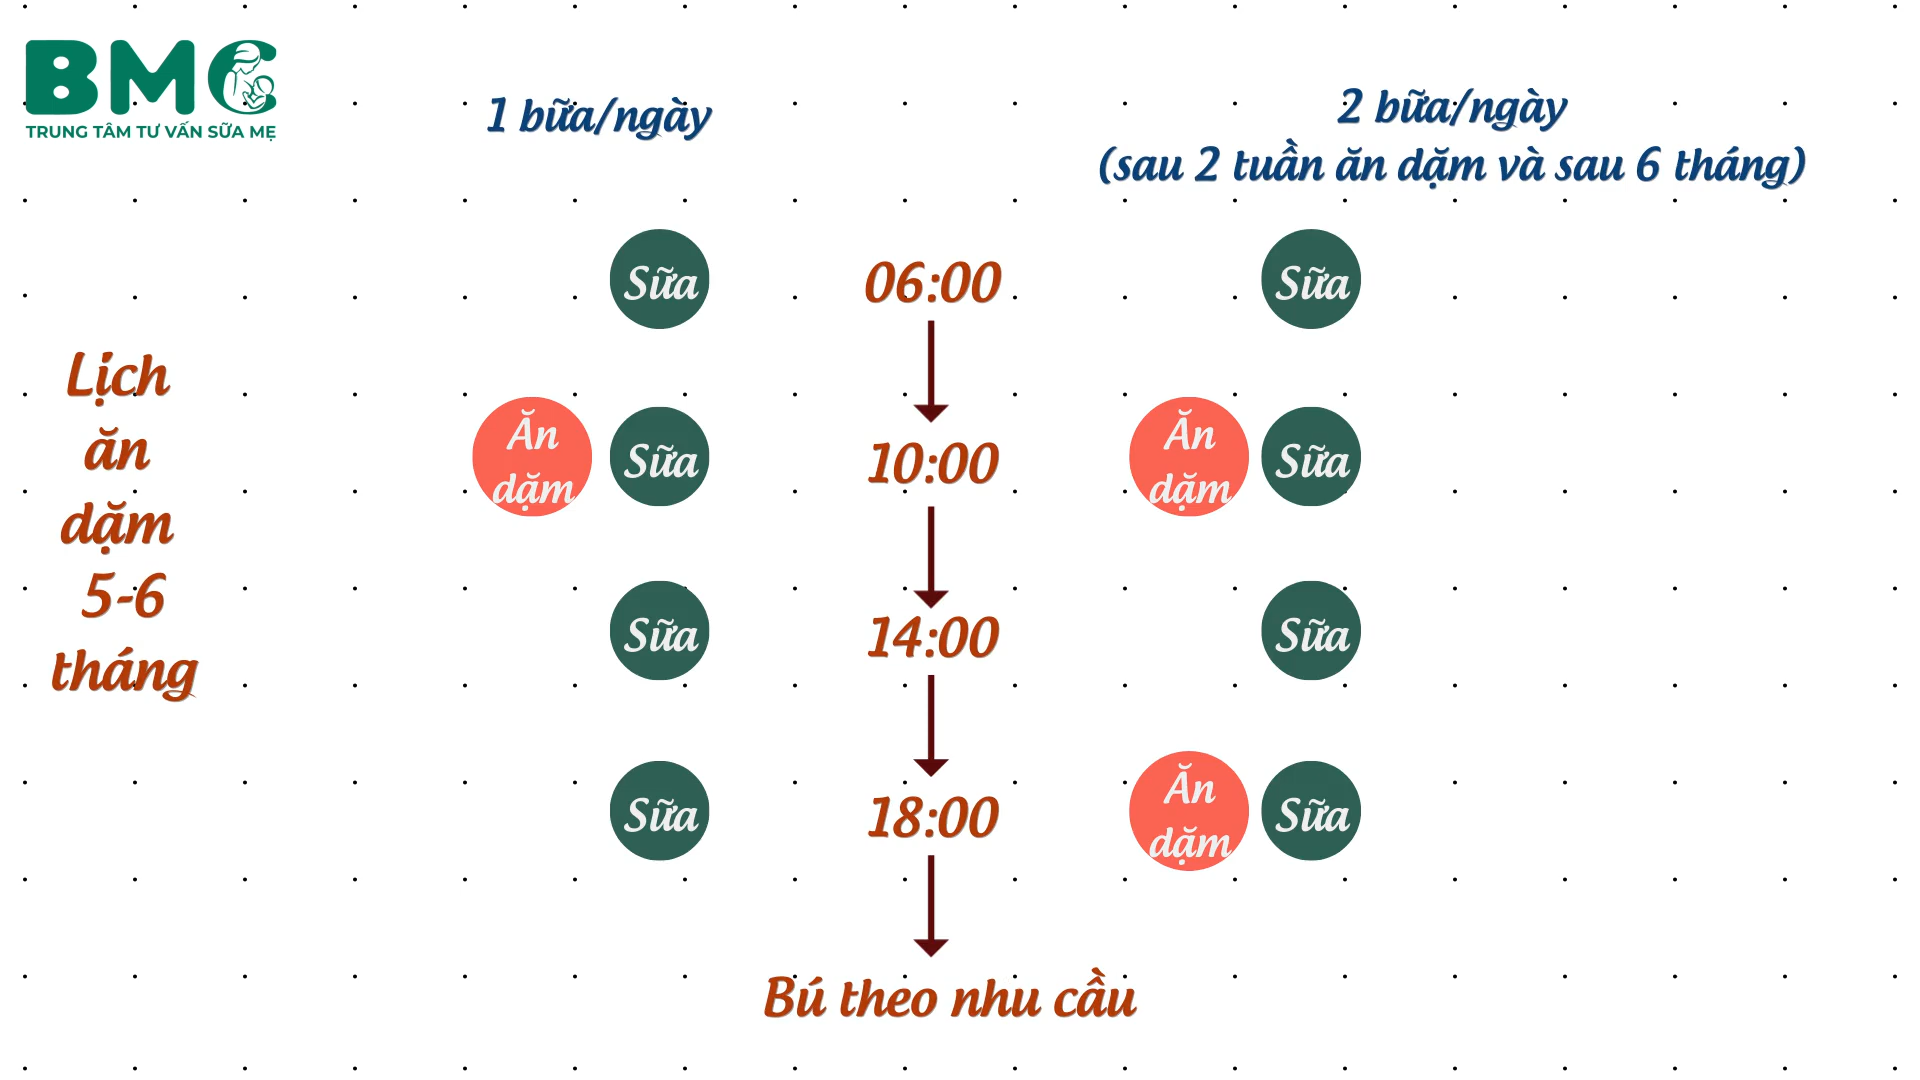 BMC
TRUNG TÂM TƯ VẤN SỮA MẸ
1 bữa/ngày
2 bữa/ngày
(sau 2 tuần ăn dặm và sau 6 tháng)
Lịch
ăn
dặm
5-6
tháng
Sữa
06:00
Sữa
Ăn
dặm
Sữa
10:00
Ăn
dặm
Sữa
Sữa
14:00
Sữa
Sữa
18:00
Ăn
dặm
Sữa
Bú theo nhu cầu